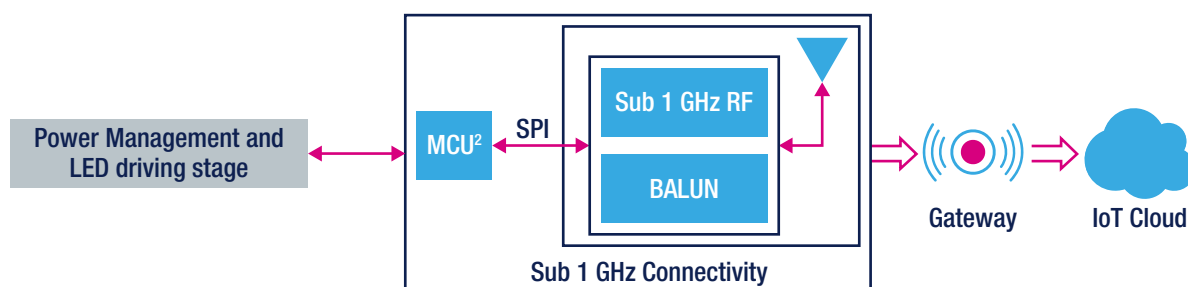 Power Management and
LED driving stage
MCU²
SPI
Sub 1 GHz RF
BALUN
Gateway
IoT Cloud
Sub 1 GHz Connectivity